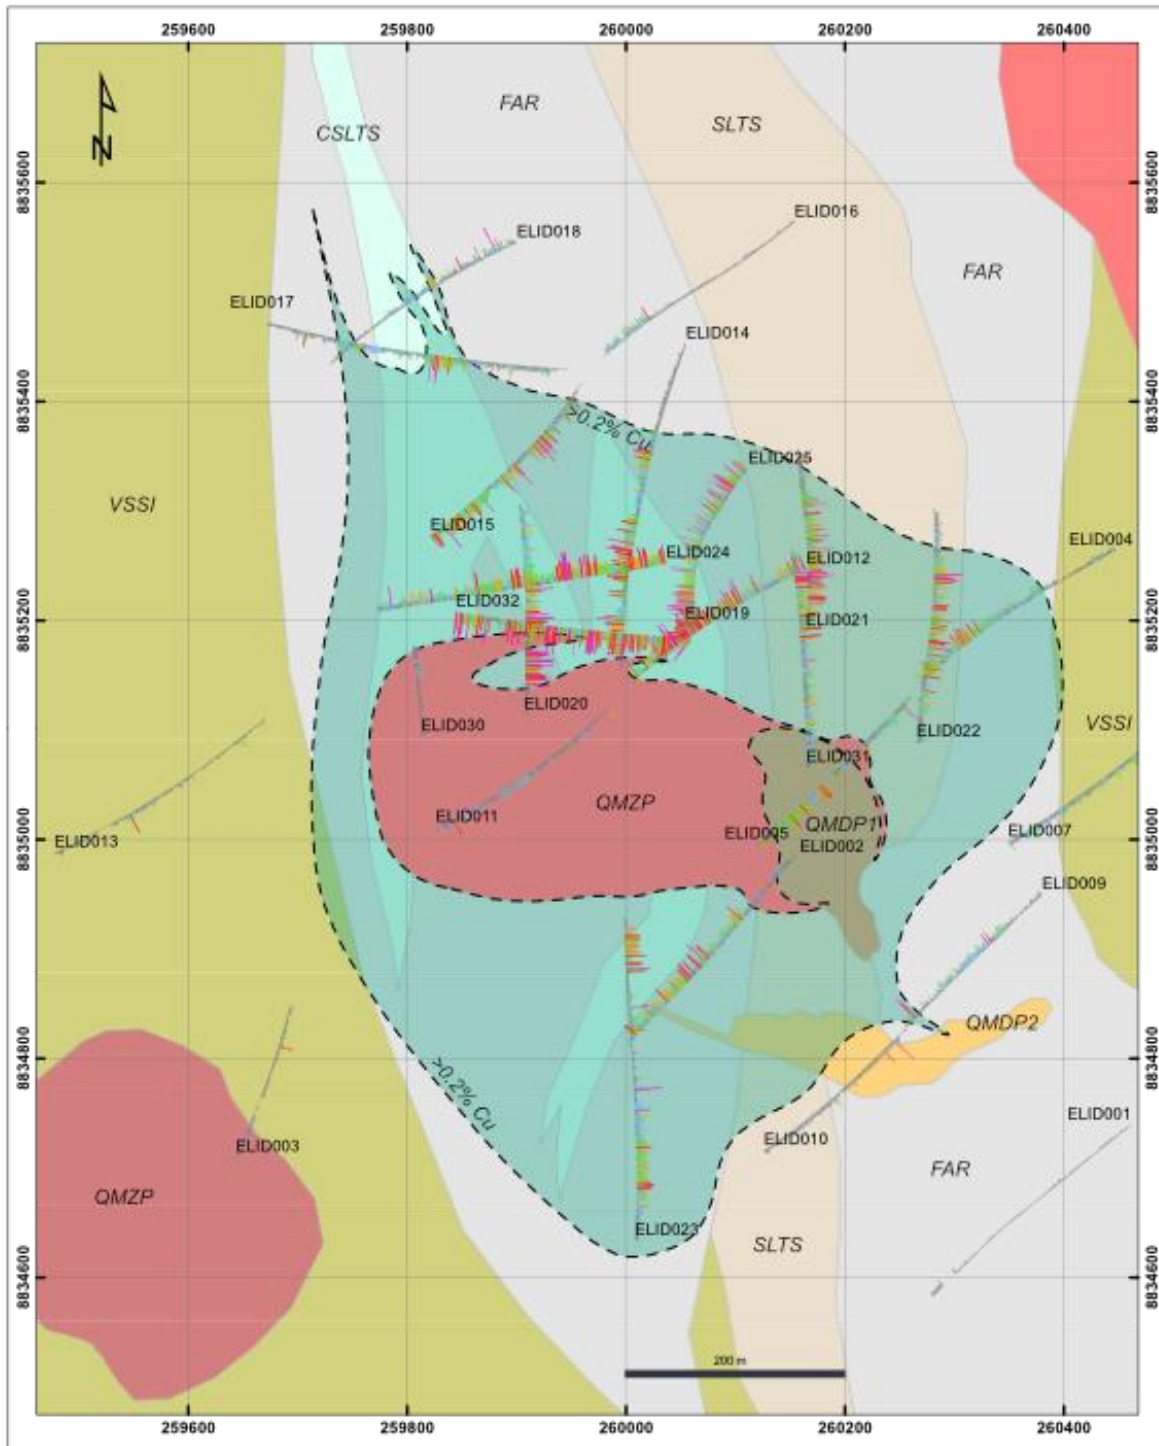 259600 259800 260000 260200 260400
FAR
CSLTS
SLTS
N
8835600 8835600
ELID016
ELID018
FAR
ELID017
ELID014
8835400 8835400
>0.2% Cu
ELID025
VSSI
ELID015
ELID004
ELID024 ELID012
ELID032
ELID019 ELID021
8835200 8835200
ELID020
ELID030 ELID022 VSSI
ELID031
QMZP
ELID011 QMDP1
ELID005 ELID007
8835000 8835000
ELID013 ELID002
ELID009
QMDP2
8834800 8834800
>0.2% Cu
ELID001
ELID003 ELID010
FAR
QMZP
ELID023
SLTS
8834600 8834600
200 m
259600 259800 260000 260200 260400